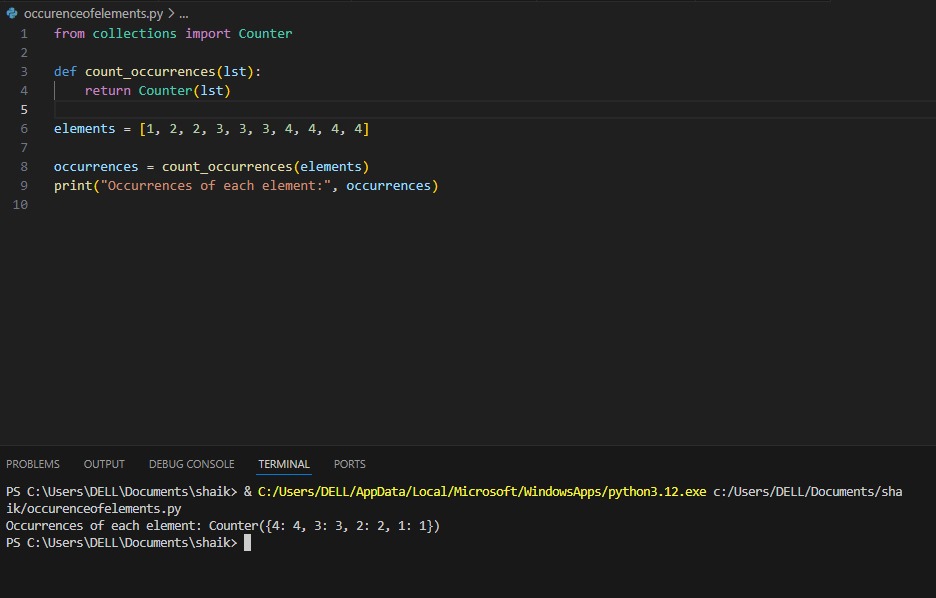 occurenceofelements.py > ...
1 from collections import Counter
2
3 def count_occurrences(lst):
4     return Counter(lst)
5
6 elements = [1, 2, 2, 3, 3, 3, 4, 4, 4, 4]
7
8 occurrences = count_occurrences(elements)
9 print("Occurrences of each element:", occurrences)
10
PROBLEMS OUTPUT DEBUG CONSOLE TERMINAL PORTS
PS C:\Users\DELL\Documents\shaik> & C:/Users/DELL/AppData/Local/Microsoft/WindowsApps/python3.12.exe c:/Users/DELL/Documents/sha
ik/occurenceofelements.py
Occurrences of each element: Counter({4: 4, 3: 3, 2: 2, 1: 1})
PS C:\Users\DELL\Documents\shaik>